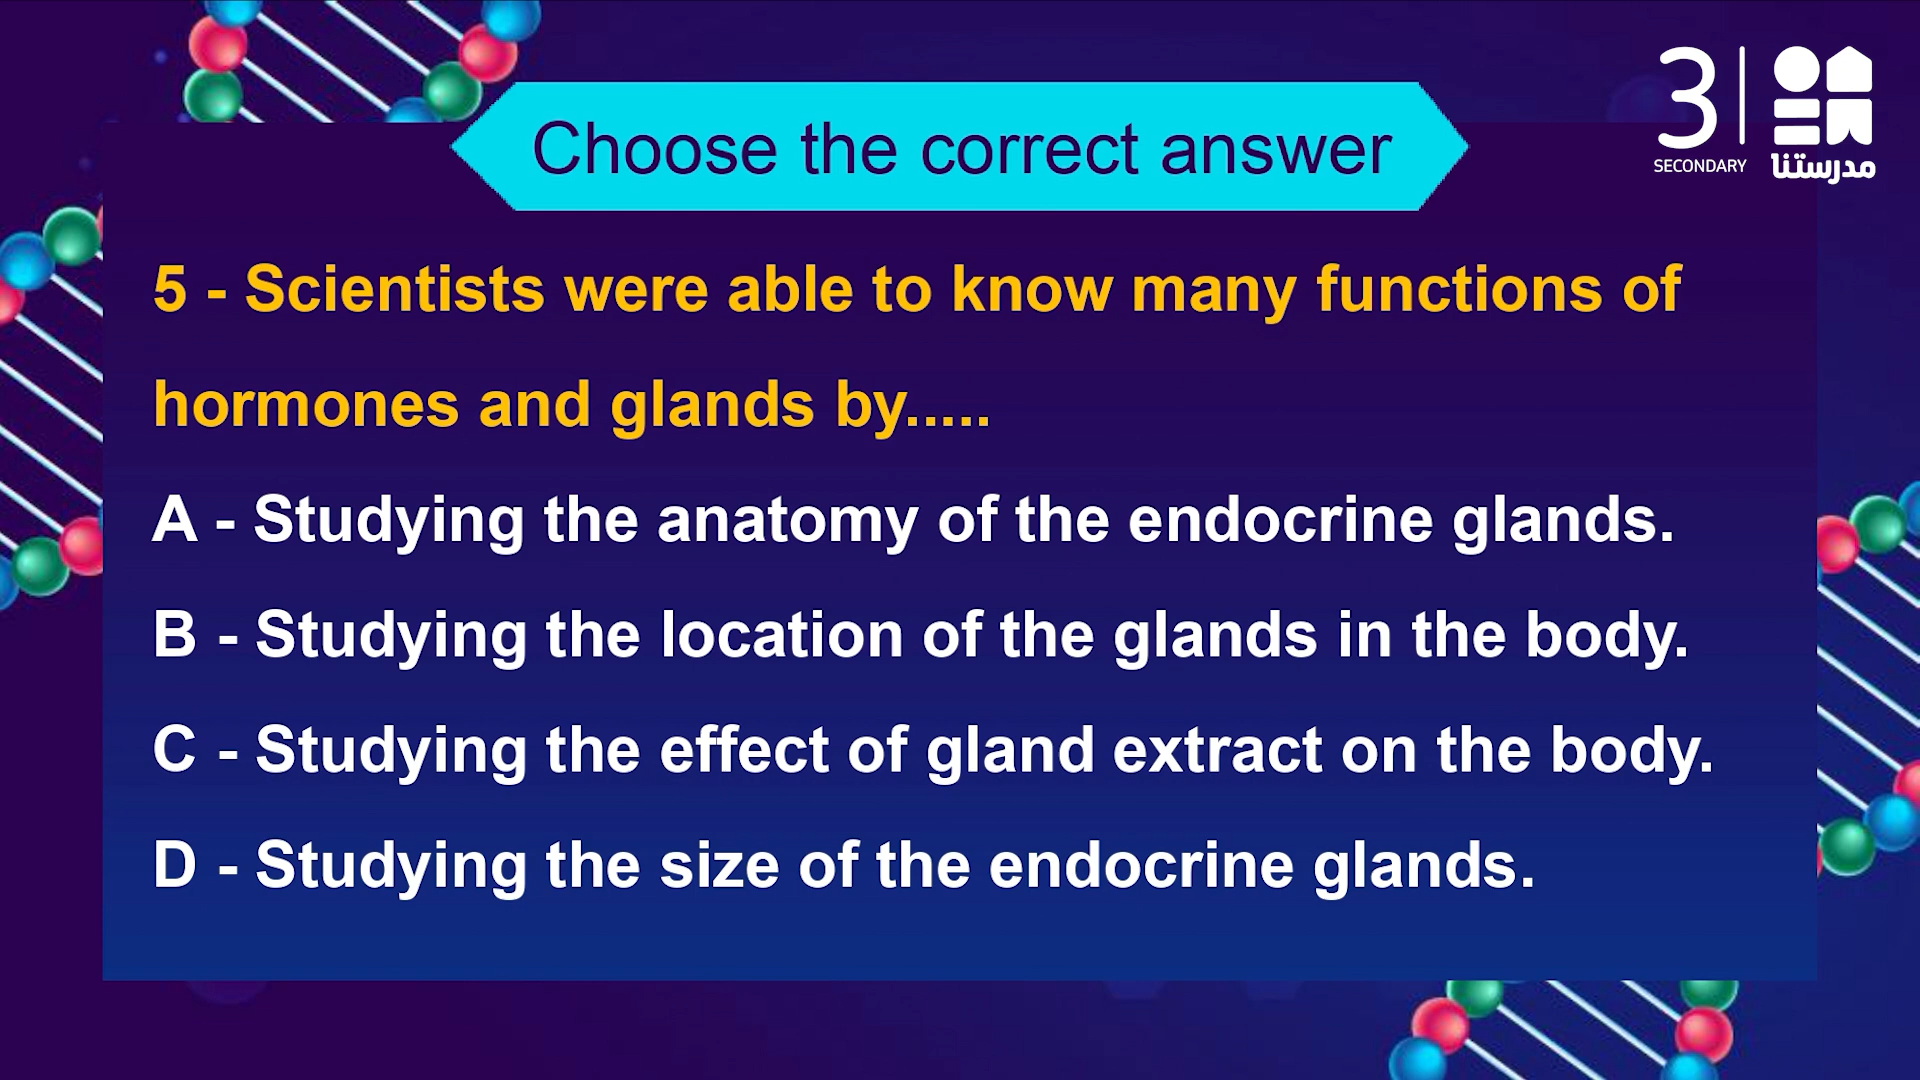 Choose the correct answer
3
SECONDARY
مدرستنا
5 - Scientists were able to know many functions of
hormones and glands by.....
A - Studying the anatomy of the endocrine glands.
B - Studying the location of the glands in the body.
C - Studying the effect of gland extract on the body.
D - Studying the size of the endocrine glands.